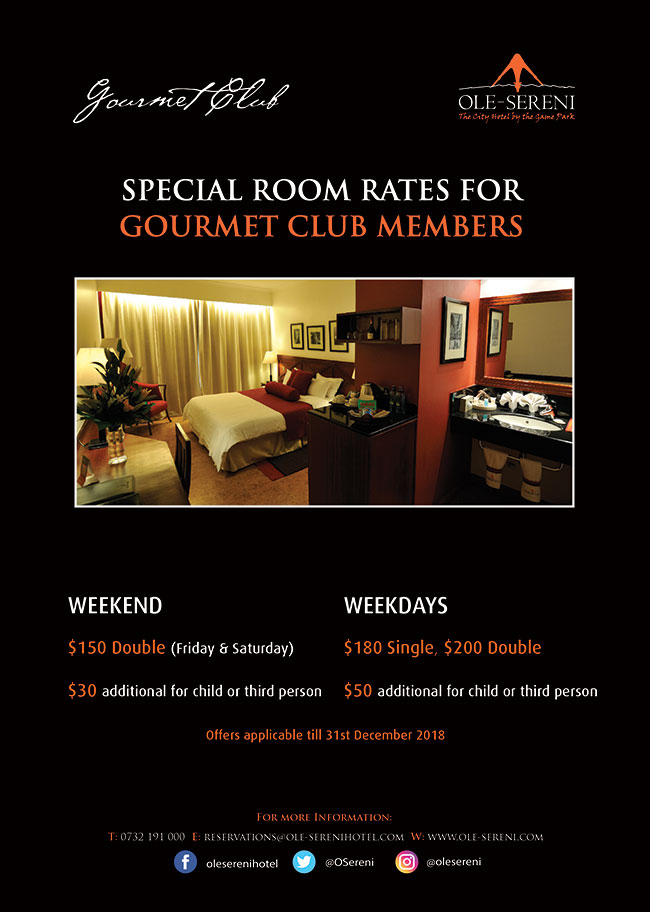 Gourmet Club
OLE-SERENI
The City Hotel by the Game Park
SPECIAL ROOM RATES FOR
GOURMET CLUB MEMBERS
WEEKEND
$150 Double (Friday & Saturday)
$30 additional for child or third person
WEEKDAYS
$180 Single, $200 Double
$50 additional for child or third person
Offers applicable till 31st December 2018
For more Information:
T: 0732 191 000 E: reservations@ole-serenihotel.com W: www.ole-sereni.com
oleserenihotel @OSereni @olesereni